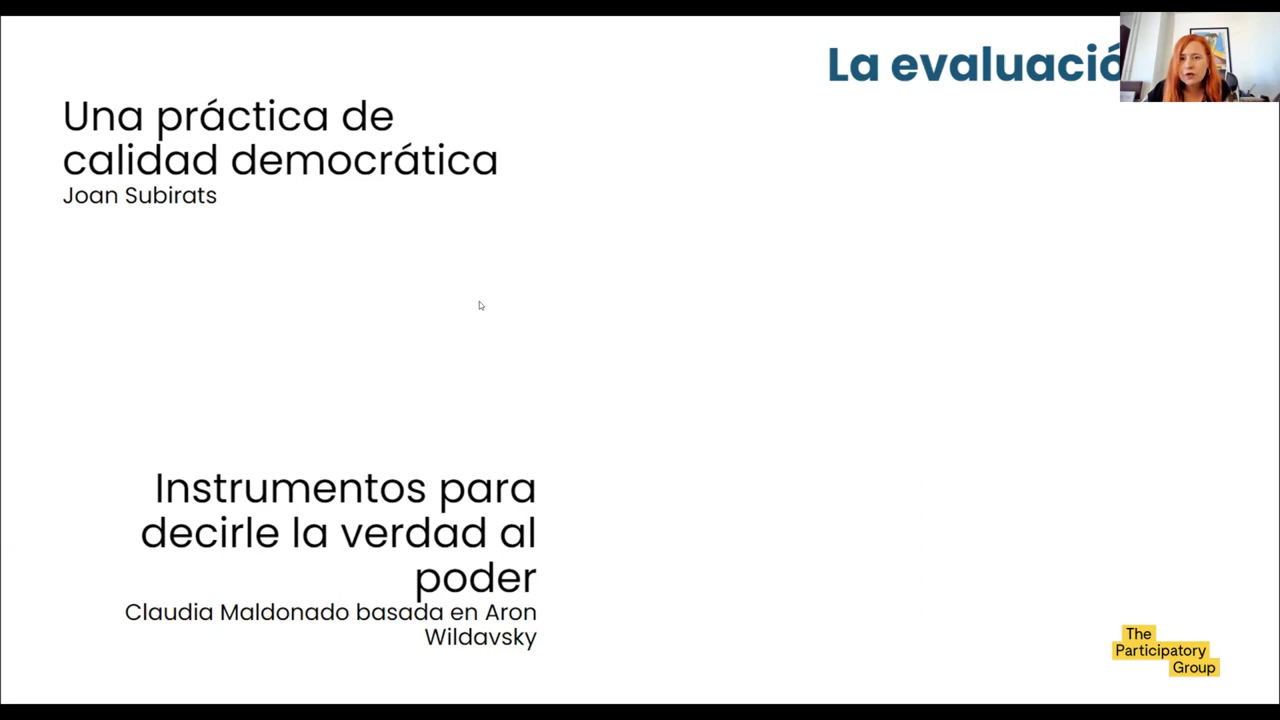 La evaluació
Una práctica de
calidad democrática
Joan Subirats
Instrumentos para
decirle la verdad al
poder
Claudia Maldonado basada en Aron
Wildavsky
The
Participatory
Group